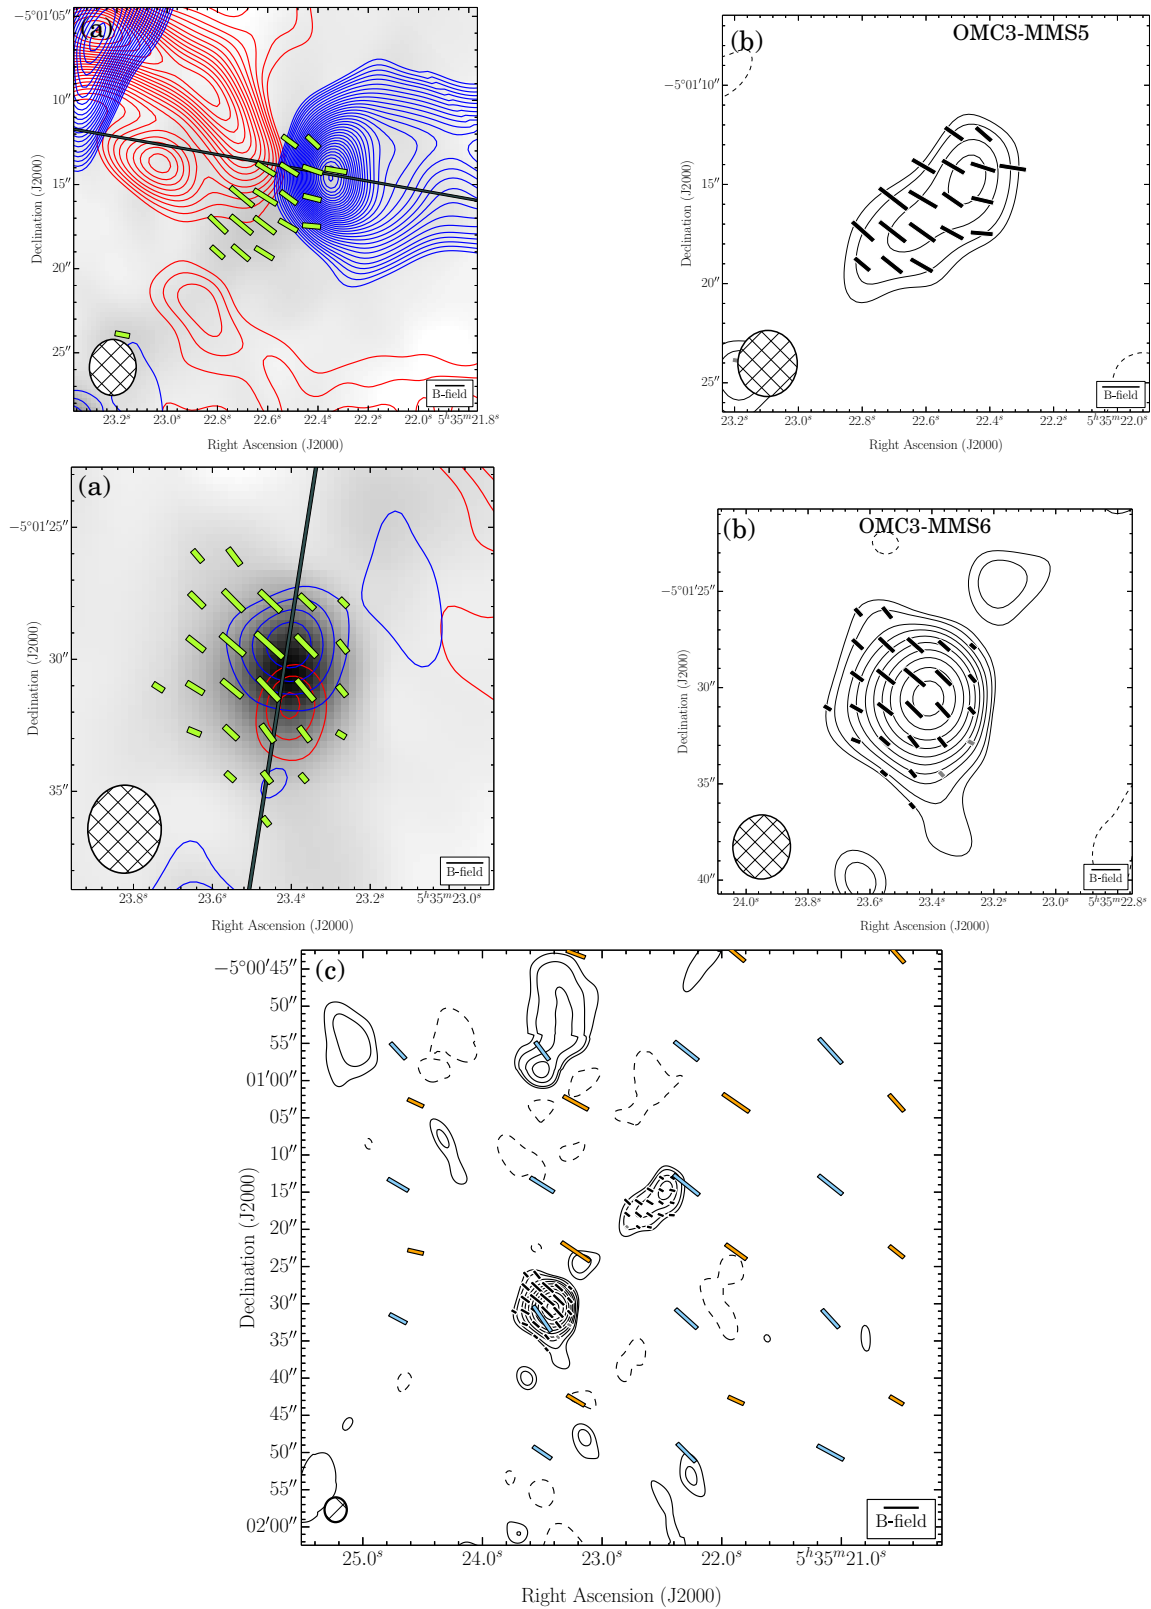 (a)
−5°01′05″
10″
15″
20″
25″
Declination (J2000)
23.2ˢ 23.0ˢ 22.8ˢ 22.6ˢ 22.4ˢ 22.2ˢ 22.0ˢ 5ʰ35ᵐ21.8ˢ
Right Ascension (J2000)
B-field
(b) OMC3-MMS5
−5°01′10″
15″
20″
25″
Declination (J2000)
23.2ˢ 23.0ˢ 22.8ˢ 22.6ˢ 22.4ˢ 22.2ˢ 5ʰ35ᵐ22.0ˢ
Right Ascension (J2000)
B-field
(a)
−5°01′25″
30″
35″
Declination (J2000)
23.8ˢ 23.6ˢ 23.4ˢ 23.2ˢ 5ʰ35ᵐ23.0ˢ
Right Ascension (J2000)
B-field
(b) OMC3-MMS6
−5°01′25″
30″
35″
40″
Declination (J2000)
24.0ˢ 23.8ˢ 23.6ˢ 23.4ˢ 23.2ˢ 23.0ˢ 5ʰ35ᵐ22.8ˢ
Right Ascension (J2000)
B-field
(c)
−5°00′45″
50″
55″
01′00″
05″
10″
15″
20″
25″
30″
35″
40″
45″
50″
55″
02′00″
Declination (J2000)
25.0ˢ 24.0ˢ 23.0ˢ 22.0ˢ 5ʰ35ᵐ21.0ˢ
Right Ascension (J2000)
B-field